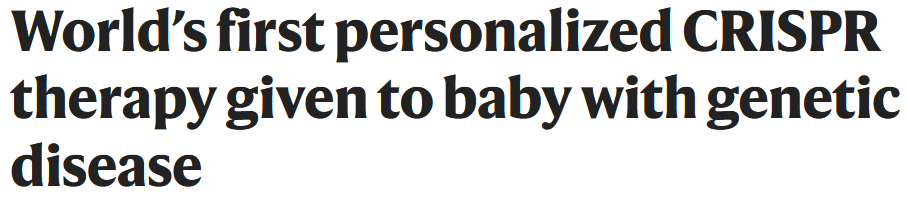 World’s first personalized CRISPR
therapy given to baby with genetic
disease